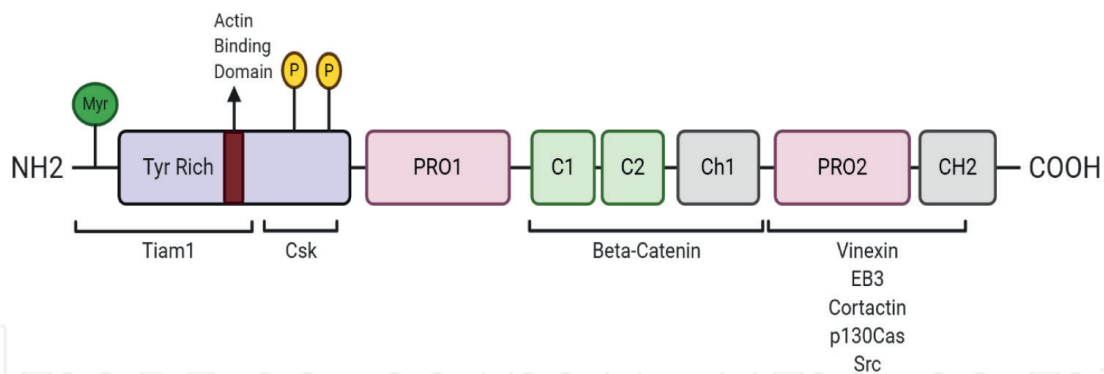 Actin
Binding
Domain
P P
Myr
NH2 Tyr Rich PRO1 C1 C2 Ch1 PRO2 CH2 COOH
Tiam1 Csk Beta-Catenin Vinexin
EB3
Cortactin
p130Cas
Src